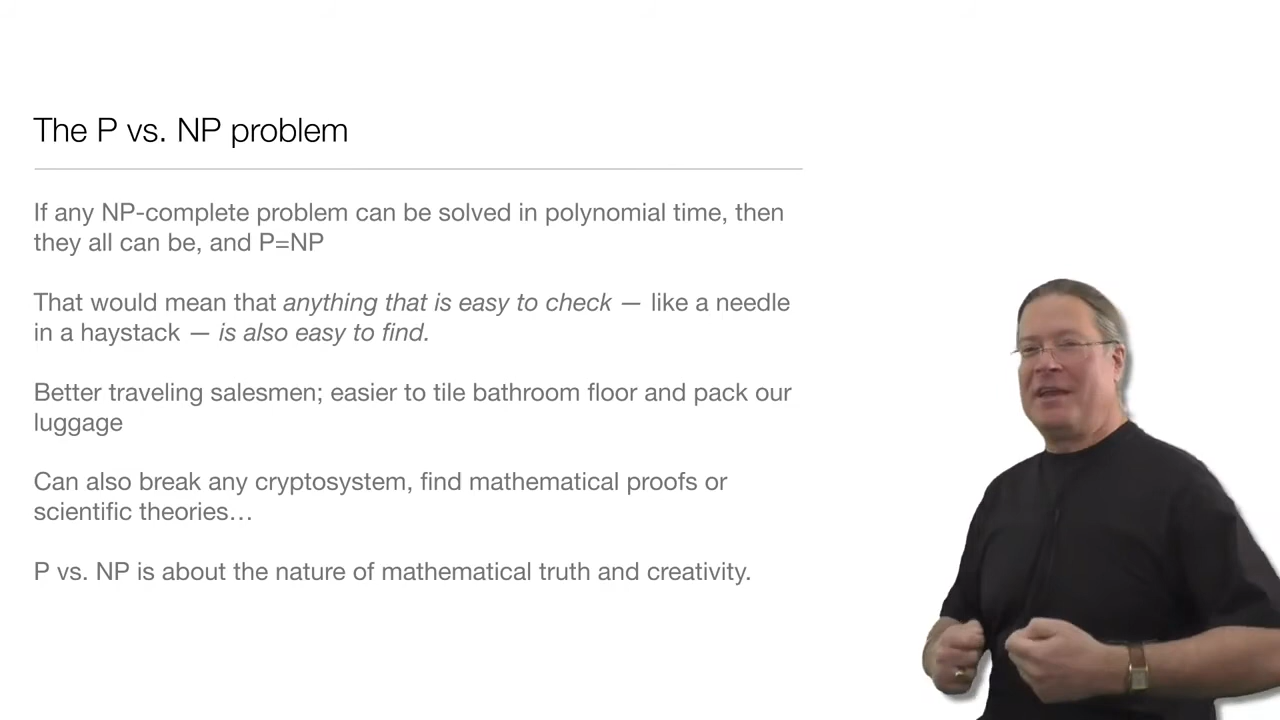 The P vs. NP problem
If any NP-complete problem can be solved in polynomial time, then
they all can be, and P=NP
That would mean that anything that is easy to check — like a needle
in a haystack — is also easy to find.
Better traveling salesmen; easier to tile bathroom floor and pack our
luggage
Can also break any cryptosystem, find mathematical proofs or
scientific theories…
P vs. NP is about the nature of mathematical truth and creativity.